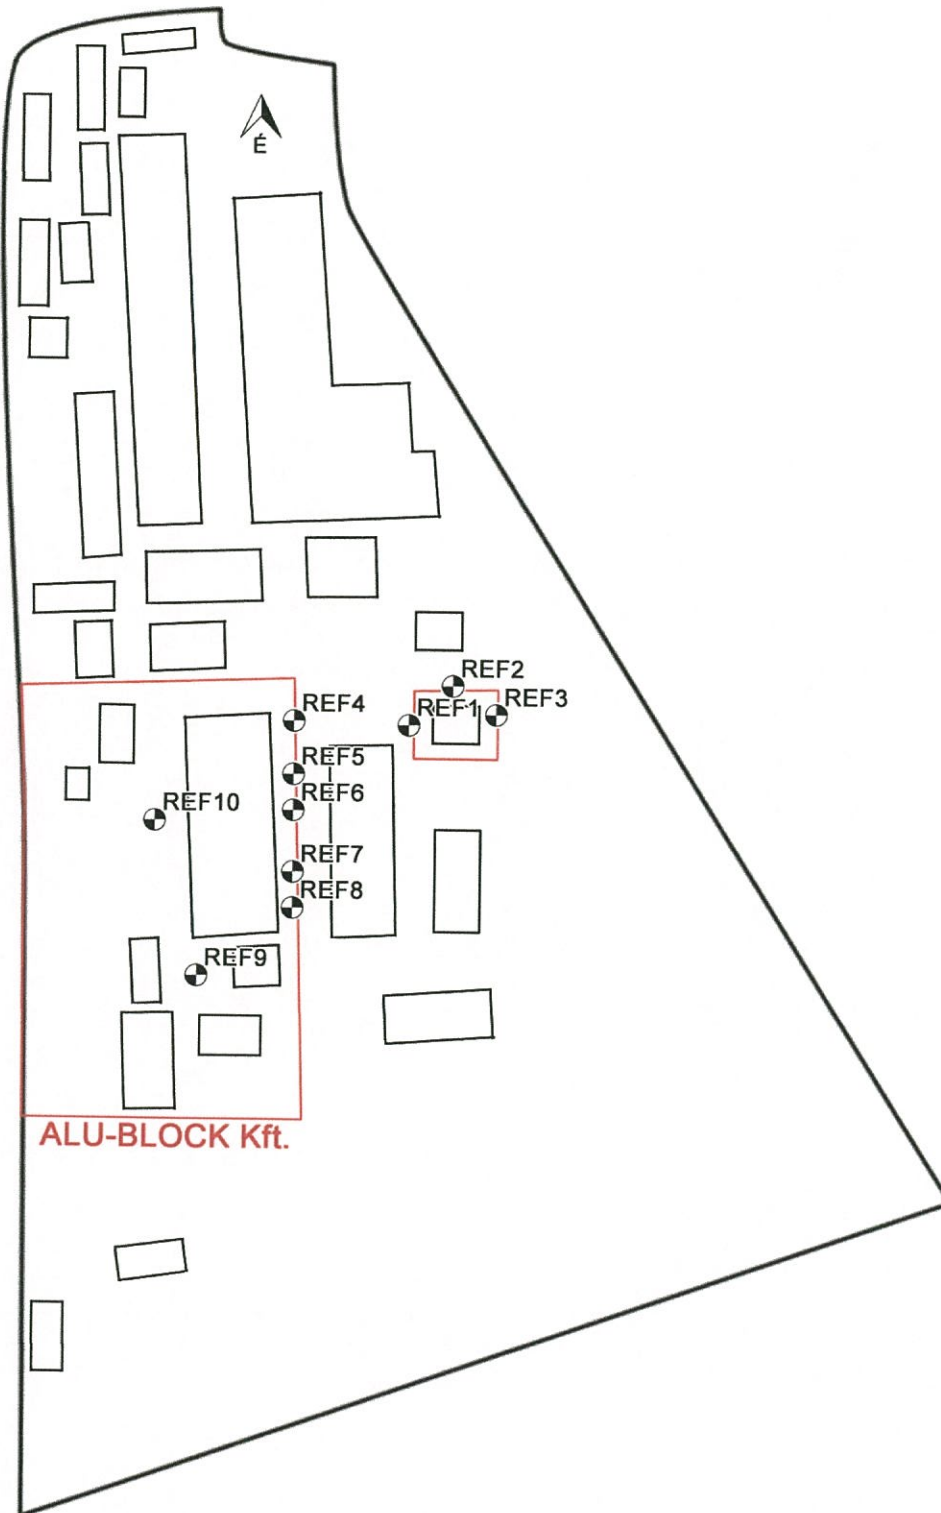 É
REF2
REF1
REF3
REF4
REF5
REF6
REF10
REF7
REF8
REF9
ALU-BLOCK Kft.